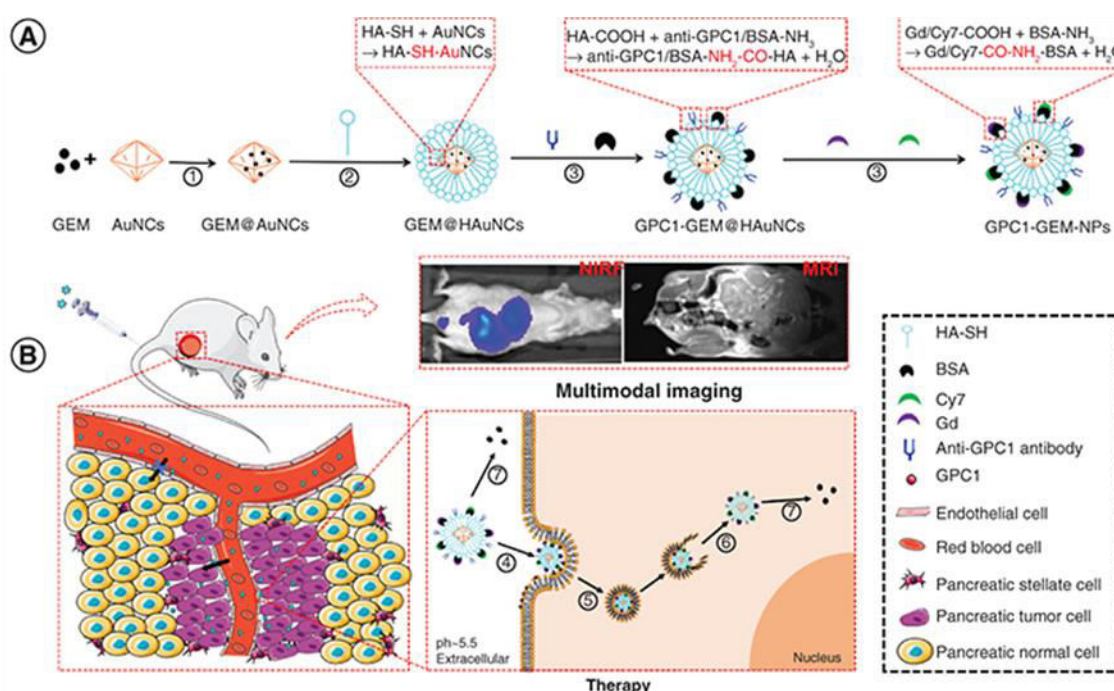 A
HA-SH + AuNCs
→ HA-SH-AuNCs
HA-COOH + anti-GPC1/BSA-NH3
→ anti-GPC1/BSA-NH2-CO-HA + H2O
Gd/Cy7-COOH + BSA-NH3
→ Gd/Cy7-CO-NH2-BSA + H2O
+
① ② ③ ③
GEM AuNCs GEM@AuNCs GEM@HAuNCs GPC1-GEM@HAuNCs GPC1-GEM-NPs
NIRF MRI
B
Multimodal imaging
⑦
④
⑤
⑥
⑦
ph~5.5
Extracellular
Nucleus
Therapy
HA-SH
BSA
Cy7
Gd
Anti-GPC1 antibody
GPC1
Endothelial cell
Red blood cell
Pancreatic stellate cell
Pancreatic tumor cell
Pancreatic normal cell